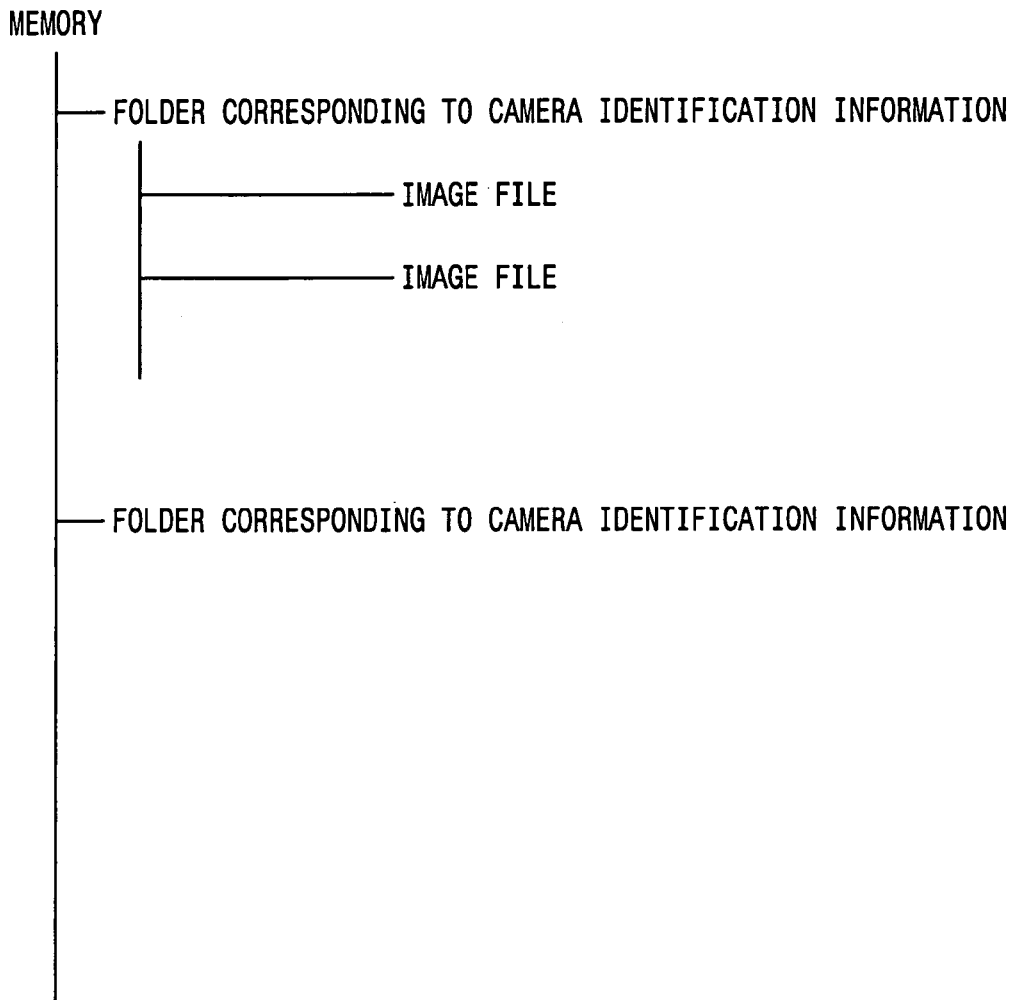 MEMORY
FOLDER CORRESPONDING TO CAMERA IDENTIFICATION INFORMATION
IMAGE FILE
IMAGE FILE
FOLDER CORRESPONDING TO CAMERA IDENTIFICATION INFORMATION